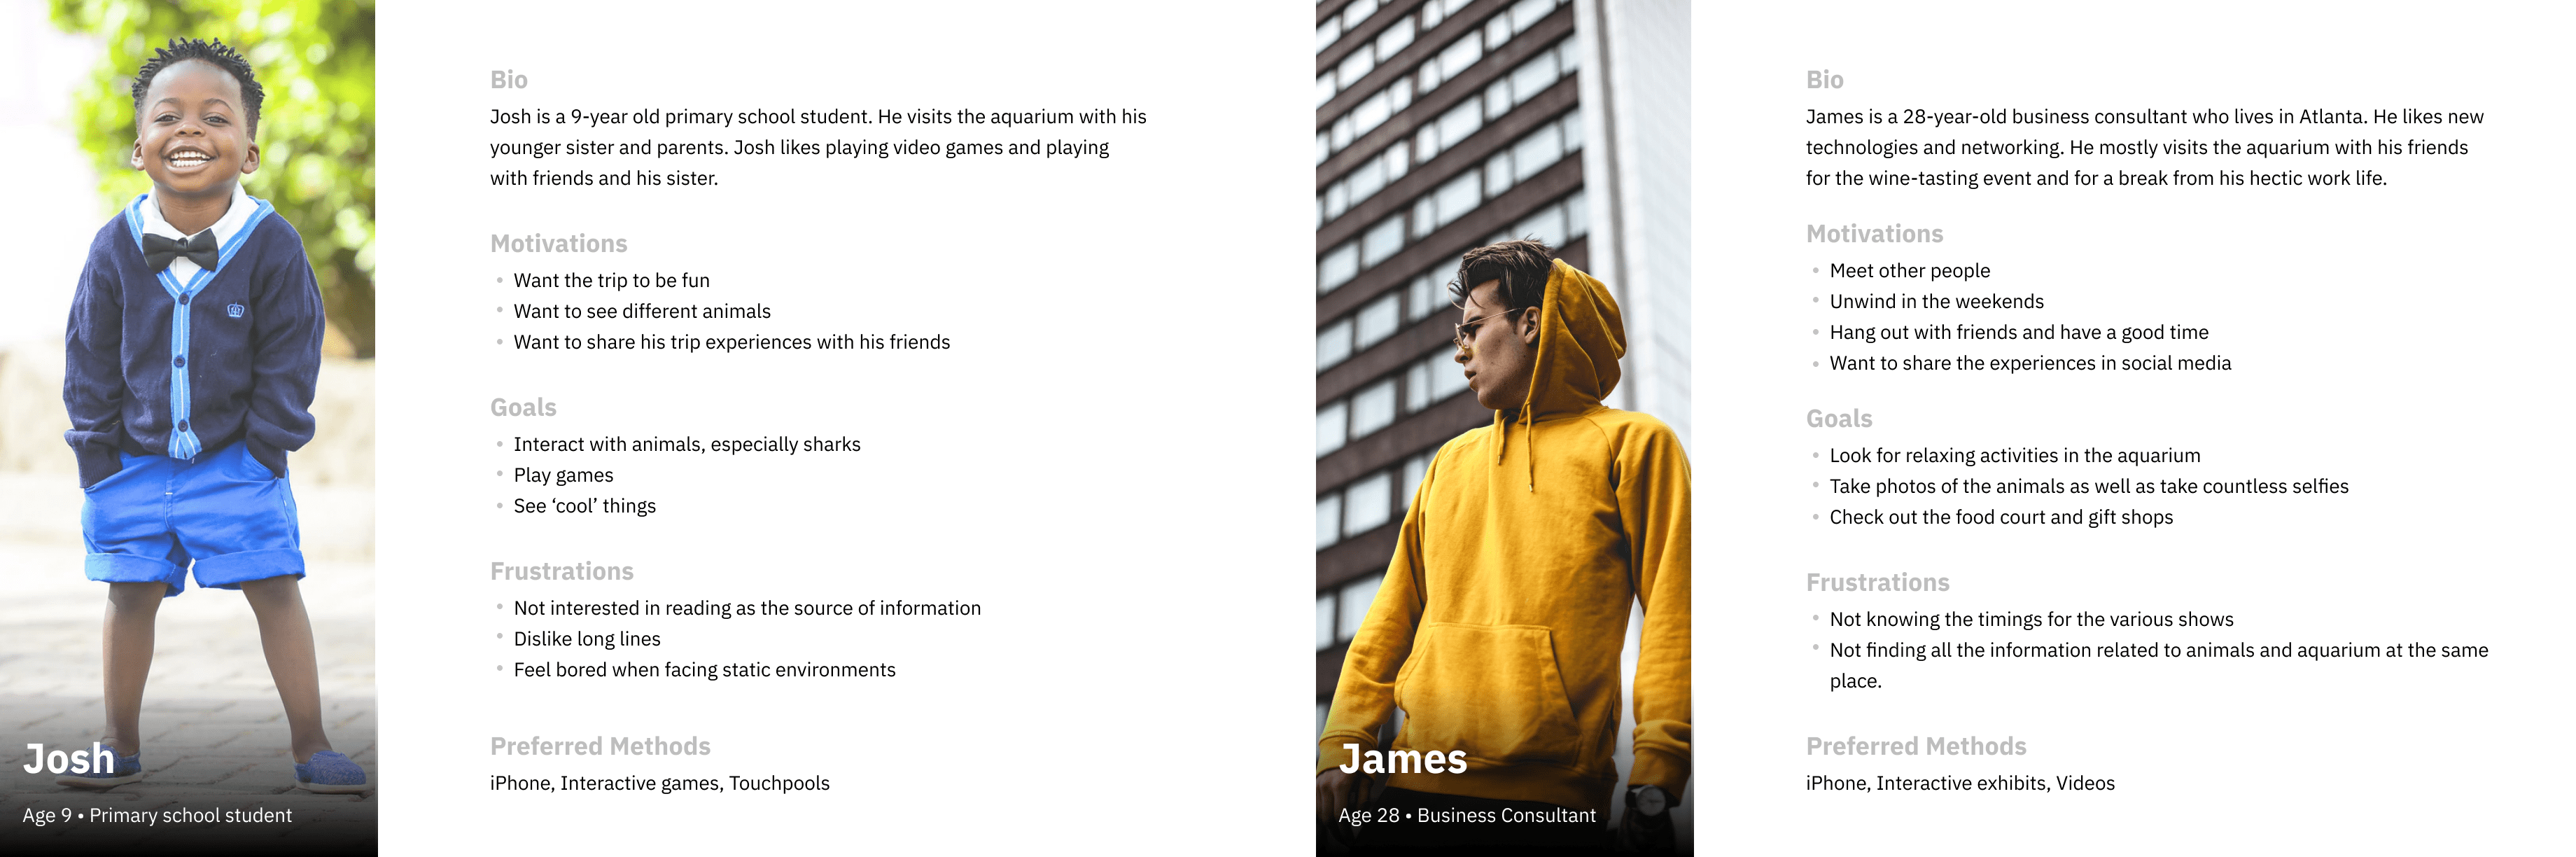 Josh
Age 9 • Primary school student
Bio
Josh is a 9-year old primary school student. He visits the aquarium with his
younger sister and parents. Josh likes playing video games and playing
with friends and his sister.
Motivations
• Want the trip to be fun
• Want to see different animals
• Want to share his trip experiences with his friends
Goals
• Interact with animals, especially sharks
• Play games
• See ‘cool’ things
Frustrations
• Not interested in reading as the source of information
• Dislike long lines
• Feel bored when facing static environments
Preferred Methods
iPhone, Interactive games, Touchpools
James
Age 28 • Business Consultant
Bio
James is a 28-year-old business consultant who lives in Atlanta. He likes new
technologies and networking. He mostly visits the aquarium with his friends
for the wine-tasting event and for a break from his hectic work life.
Motivations
• Meet other people
• Unwind in the weekends
• Hang out with friends and have a good time
• Want to share the experiences in social media
Goals
• Look for relaxing activities in the aquarium
• Take photos of the animals as well as take countless selfies
• Check out the food court and gift shops
Frustrations
• Not knowing the timings for the various shows
• Not finding all the information related to animals and aquarium at the same
place.
Preferred Methods
iPhone, Interactive exhibits, Videos